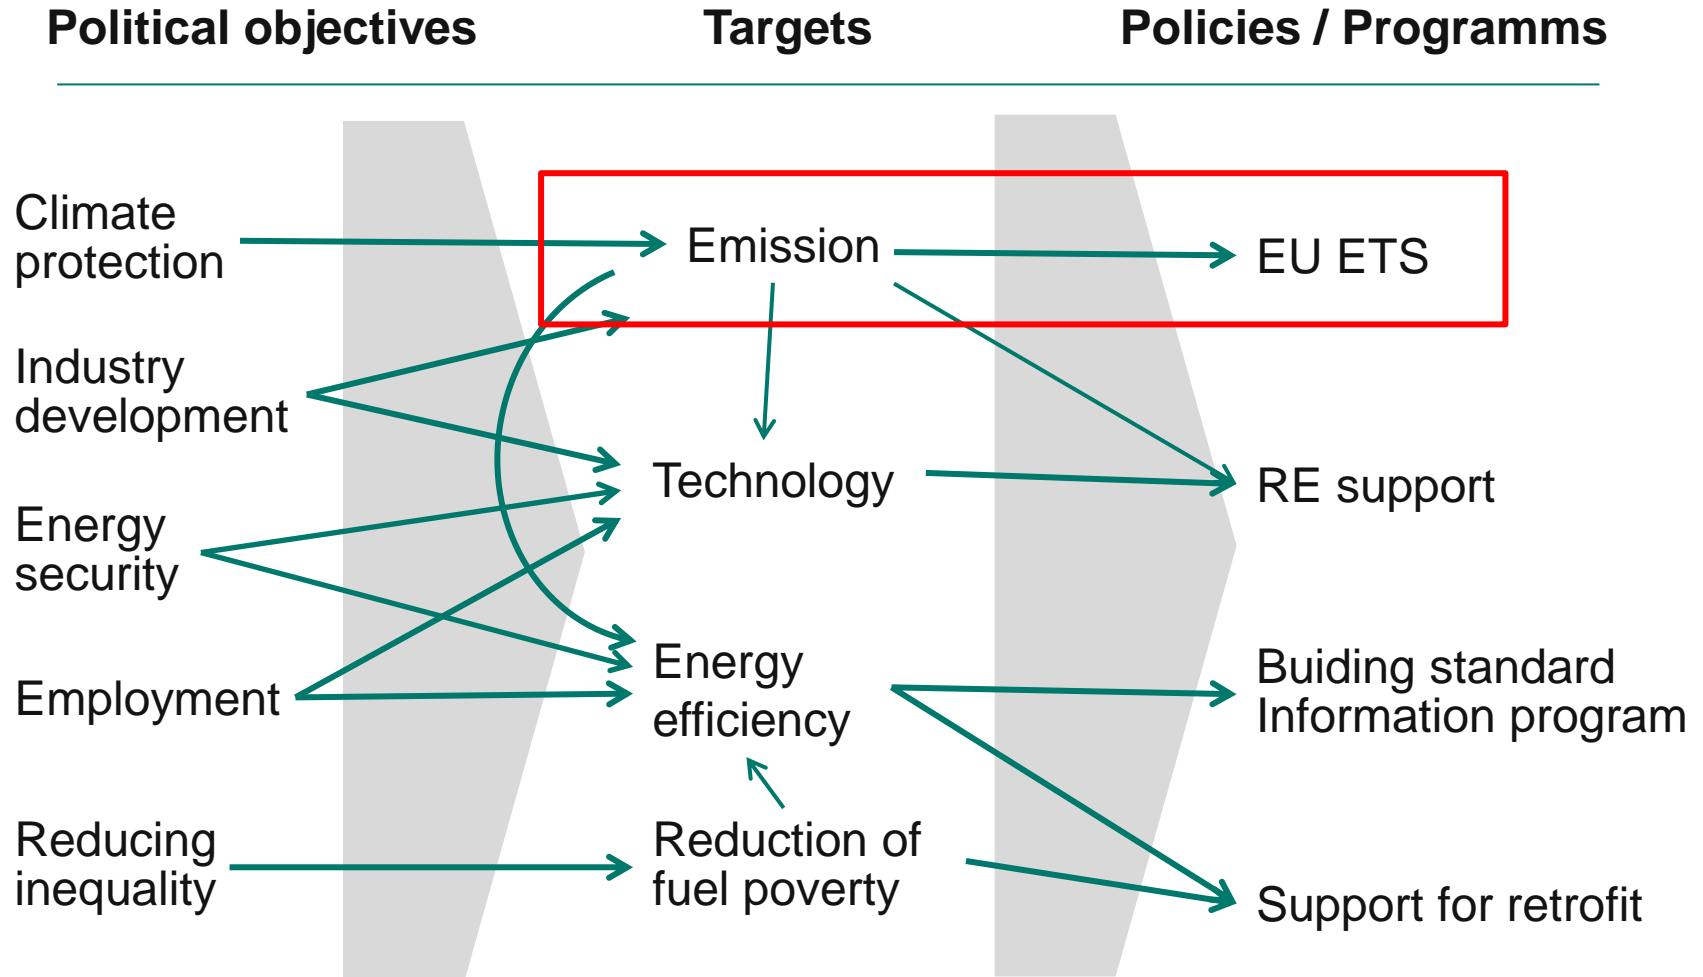 Political objectives
Targets
Policies / Programms
Climate
protection
Emission
EU ETS
Industry
development
Technology
RE support
Energy
security
Energy
efficiency
Buiding standard
Information program
Employment
Reducing
inequality
Reduction of
fuel poverty
Support for retrofit